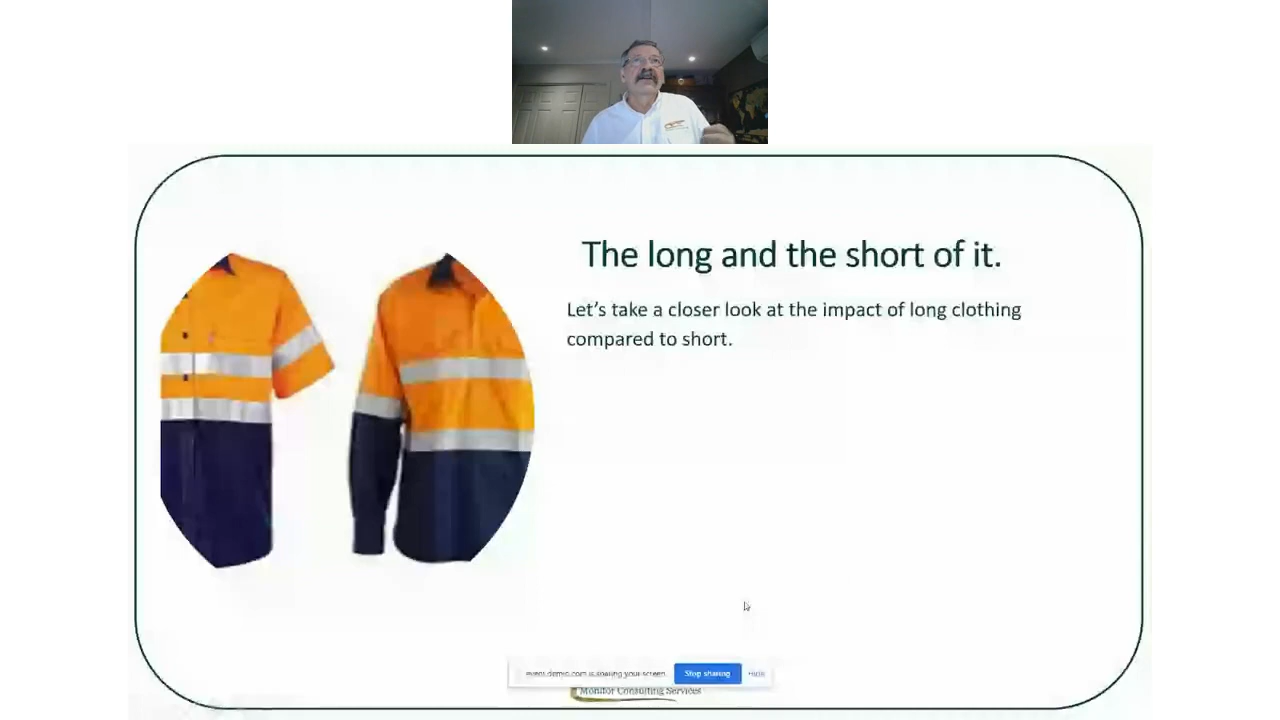 The long and the short of it.
Let’s take a closer look at the impact of long clothing
compared to short.
is sharing your screen.
Stop sharing
Hide
Monitor Consulting Services